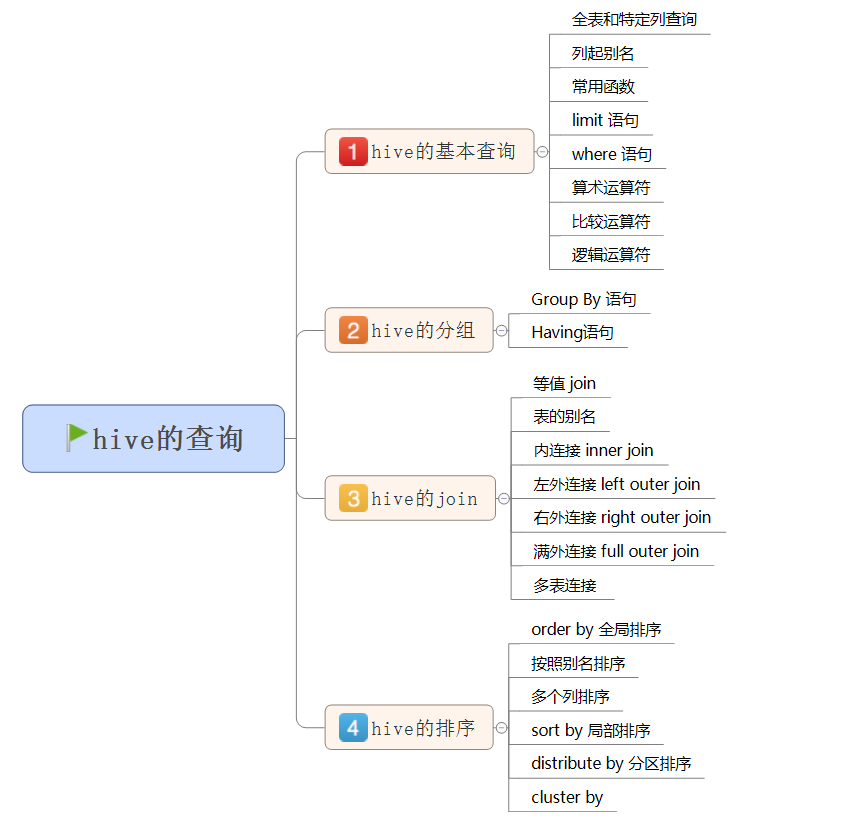 hive的查询
1 hive的基本查询
全表和特定列查询
列起别名
常用函数
limit 语句
where 语句
算术运算符
比较运算符
逻辑运算符
2 hive的分组
Group By 语句
Having语句
3 hive的join
等值 join
表的别名
内连接 inner join
左外连接 left outer join
右外连接 right outer join
满外连接 full outer join
多表连接
4 hive的排序
order by 全局排序
按照别名排序
多个列排序
sort by 局部排序
distribute by 分区排序
cluster by